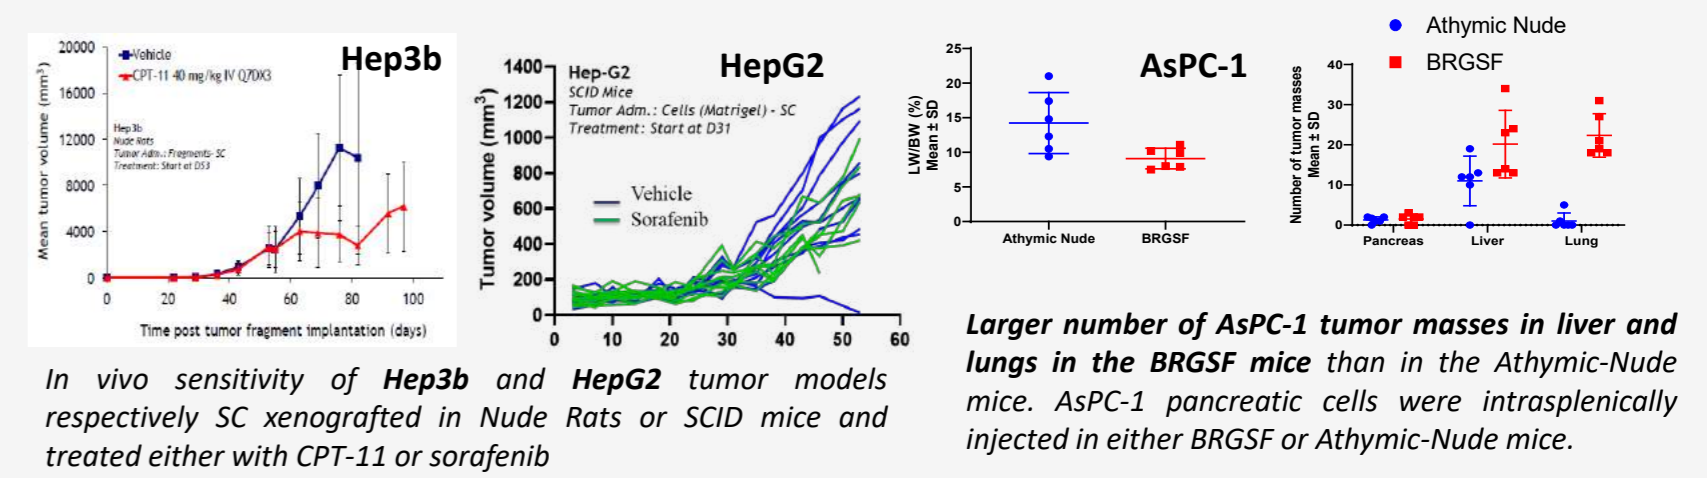 Hep3b
20000
16000
12000
8000
4000
0
Mean tumor volume (mm³)
Vehicle
CPT-11 40 mg/kg IV Q7DX3
Hep3b
Nude Rats
Tumor Adm.: Fragments- SC
Treatment: Start at D53
0 20 40 60 80 100
Time post tumor fragment implantation (days)
HepG2
1400
1200
1000
800
600
400
200
0
Tumor volume (mm³)
Hep-G2
SCID Mice
Tumor Adm.: Cells (Matrigel) - SC
Treatment: Start at D31
Vehicle
Sorafenib
0 10 20 30 40 50 60
In vivo sensitivity of Hep3b and HepG2 tumor models
respectively SC xenografted in Nude Rats or SCID mice and
treated either with CPT-11 or sorafenib
AsPC-1
25
20
15
10
5
0
LW/BW (%)
Mean ± SD
Athymic Nude BRGSF
Athymic Nude
BRGSF
40
30
20
10
0
Number of tumor masses
Mean ± SD
Pancreas Liver Lung
Larger number of AsPC-1 tumor masses in liver and
lungs in the BRGSF mice than in the Athymic-Nude
mice. AsPC-1 pancreatic cells were intrasplenically
injected in either BRGSF or Athymic-Nude mice.